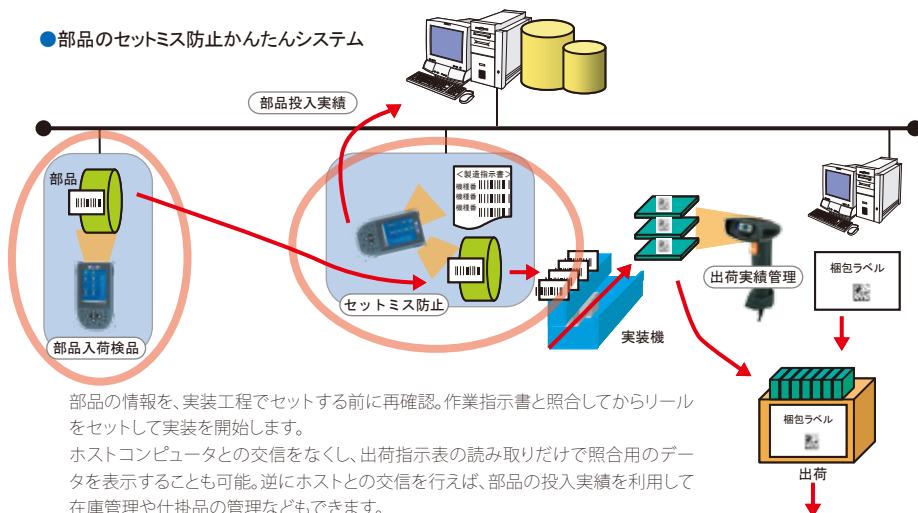 ●部品のセットミス防止かんたんシステム
部品投入実績
部品
<製造指示書>
機種番
機種番
機種番
セットミス防止
部品入荷検品
実装機
出荷実績管理
梱包ラベル
梱包ラベル
出荷
部品の情報を、実装工程でセットする前に再確認。作業指示書と照合してからリール
をセットして実装を開始します。
ホストコンピュータとの交信をなくし、出荷指示表の読み取りだけで照合用のデー
タを表示することも可能。逆にホストとの交信を行えば、部品の投入実績を利用して
在庫管理や仕掛品の管理などもできます。